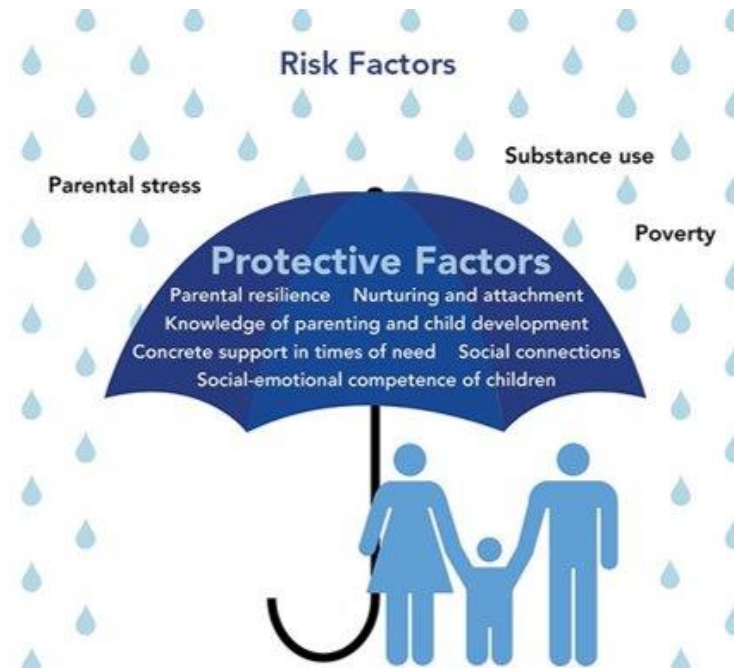 Risk Factors
Substance use
Parental stress
Poverty
Protective Factors
Parental resilience Nurturing and attachment
Knowledge of parenting and child development
Concrete support in times of need Social connections
Social-emotional competence of children